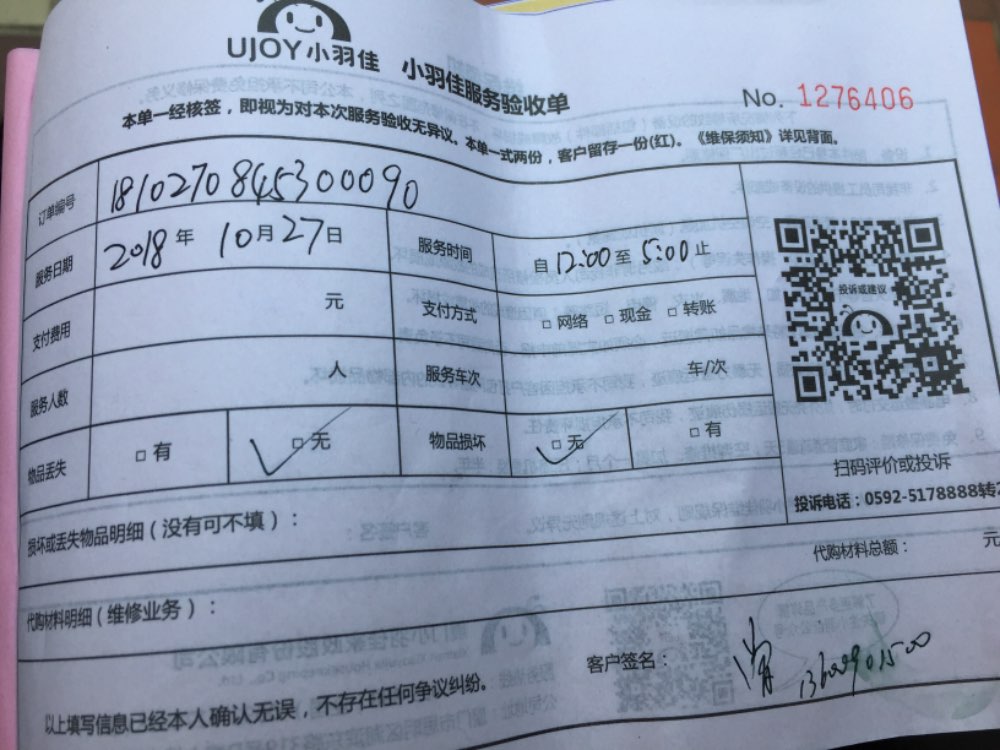 UJOY小羽佳 小羽佳服务验收单
No. 1276406
本单一经核签，即视为对本次服务验收无异议。本单一式两份，客户留存一份(红)。《维保须知》详见背面。
订单编号 181027084530090
服务日期 2018年 10月27日 服务时间 自12:00至5:00止
支付费用 元 支付方式 □网络 □现金 □转账
服务人数 人 服务车次 车/次
物品丢失 □有 □无 物品损坏 □无 □有
投诉或建议
扫码评价或投诉
投诉电话：0592-5178888转2
损坏或丢失物品明细（没有可不填）：
代购材料总额： 元
代购材料明细（维修业务）：
客户签名：
以上填写信息已经本人确认无误，不存在任何争议纠纷。